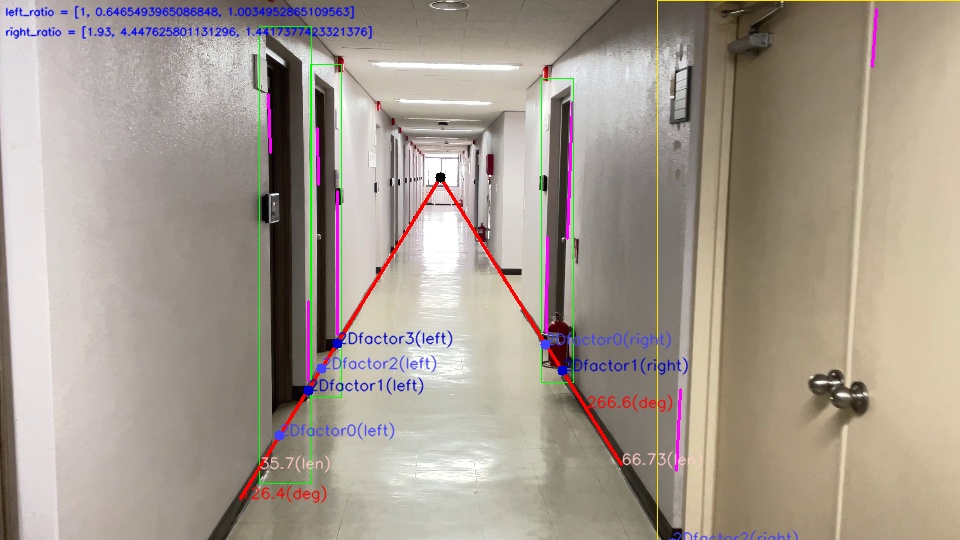 left_ratio = [1, 0.6465493965086848, 1.0034952865109563]
right_ratio = [1.93, 4.447625801131296, 1.4417377423321376]
2Dfactor3(left)
2Dfactor0(right)
2Dfactor2(left)
2Dfactor1(right)
2Dfactor1(left)
266.6(deg)
2Dfactor0(left)
35.7(len)
66.73(len)
126.4(deg)
2Dfactor2(right)